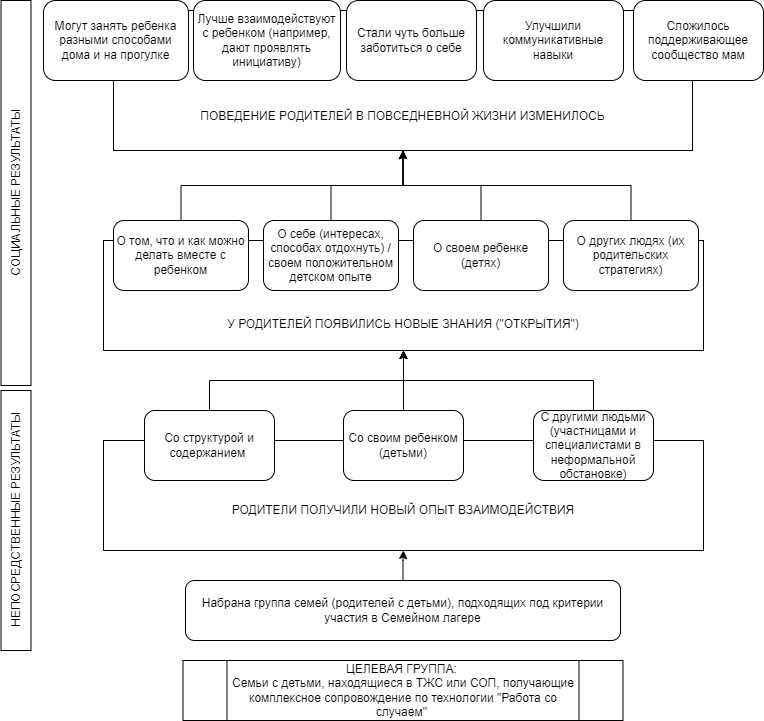 СОЦИАЛЬНЫЕ РЕЗУЛЬТАТЫ
Могут занять ребенка
разными способами
дома и на прогулке
Лучше взаимодействуют
с ребенком (например,
дают проявлять
инициативу)
Стали чуть больше
заботиться о себе
Улучшили
коммуникативные
навыки
Сложилось
поддерживающее
сообщество мам
ПОВЕДЕНИЕ РОДИТЕЛЕЙ В ПОВСЕДНЕВНОЙ ЖИЗНИ ИЗМЕНИЛОСЬ
О том, что и как можно
делать вместе с
ребенком
О себе (интересах,
способах отдохнуть) /
своем положительном
детском опыте
О своем ребенке
(детях)
О других людях (их
родительских
стратегиях)
У РОДИТЕЛЕЙ ПОЯВИЛИСЬ НОВЫЕ ЗНАНИЯ ("ОТКРЫТИЯ")
НЕПОСРЕДСТВЕННЫЕ РЕЗУЛЬТАТЫ
Со структурой и
содержанием
Со своим ребенком
(детьми)
С другими людьми
(участницами и
специалистами в
неформальной
обстановке)
РОДИТЕЛИ ПОЛУЧИЛИ НОВЫЙ ОПЫТ ВЗАИМОДЕЙСТВИЯ
Набрана группа семей (родителей с детьми), подходящих под критерии
участия в Семейном лагере
ЦЕЛЕВАЯ ГРУППА:
Семьи с детьми, находящиеся в ТЖС или СОП, получающие
комплексное сопровождение по технологии "Работа со
случаем"